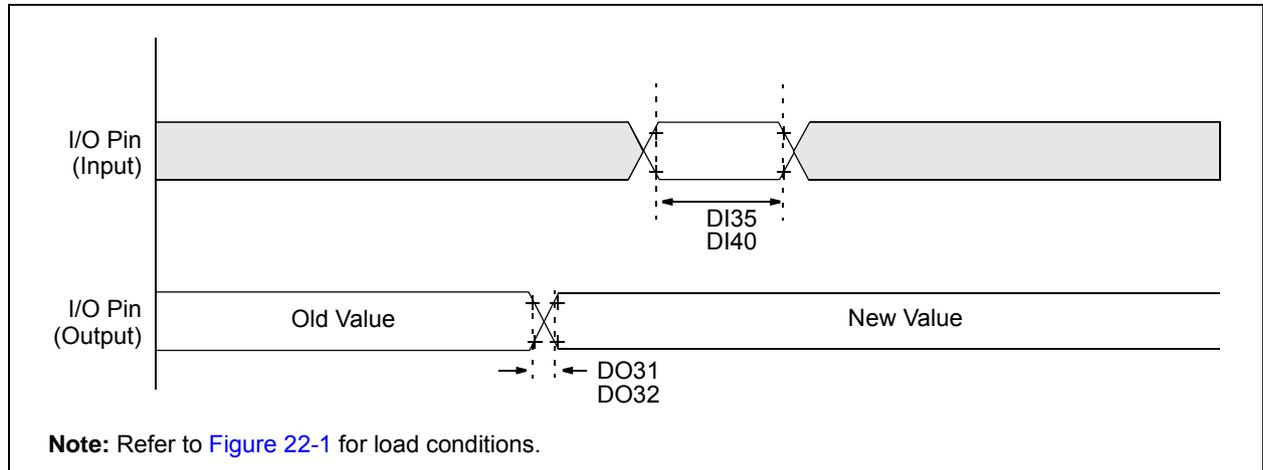 I/O Pin
(Input)
DI35
DI40
I/O Pin
(Output)
Old Value
New Value
DO31
DO32
Note: Refer to Figure 22-1 for load conditions.